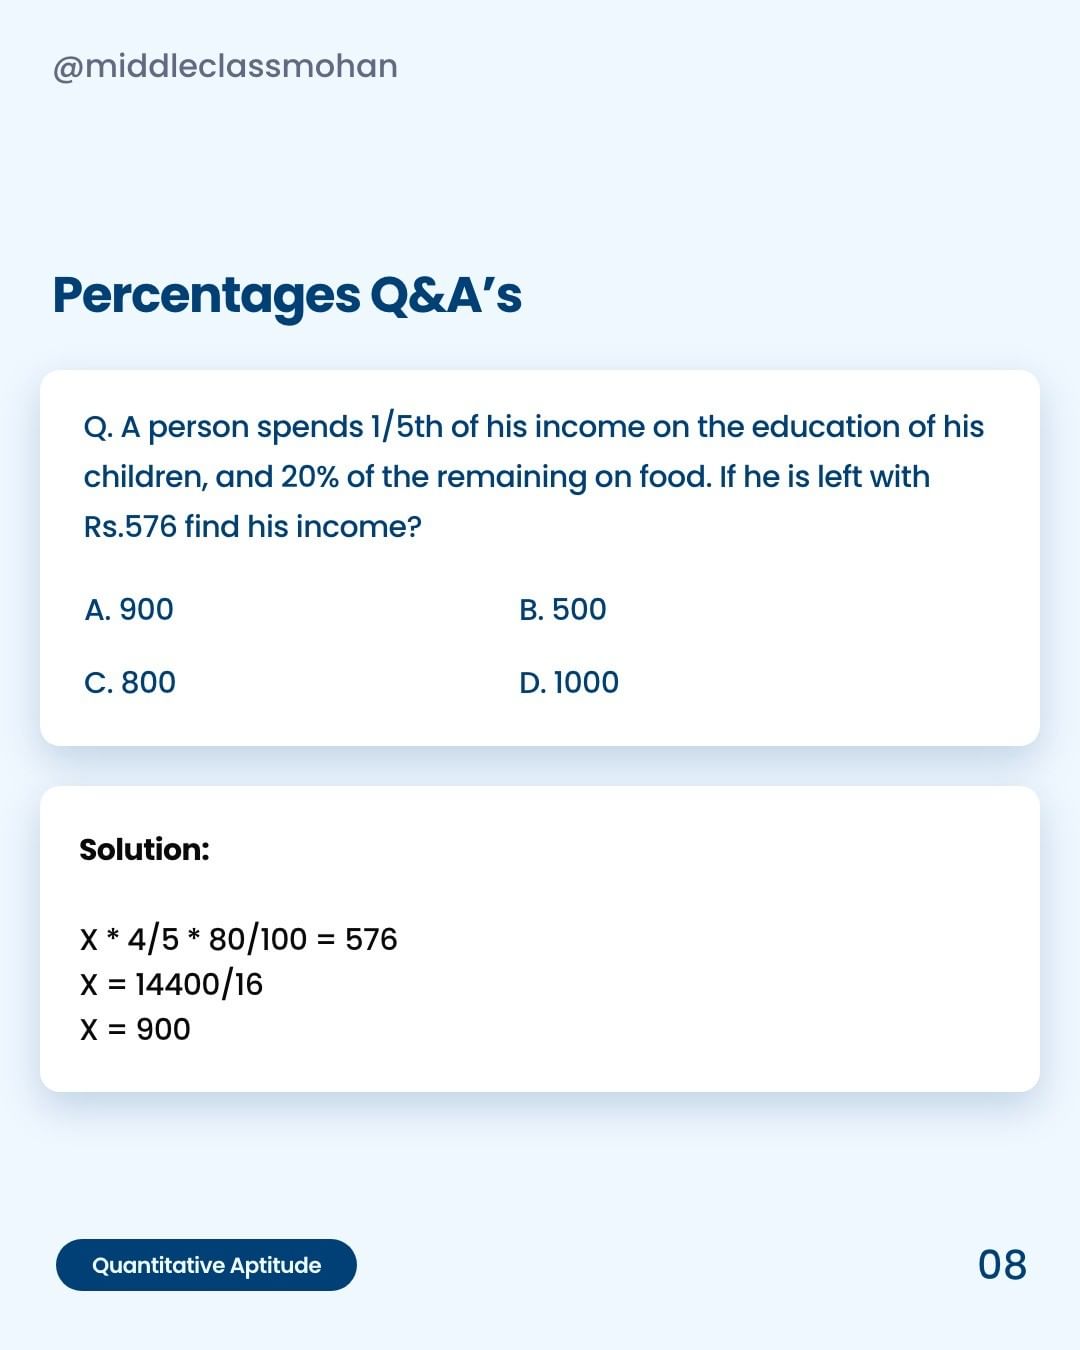 @middleclassmohan
Percentages Q&A’s
Q. A person spends 1/5th of his income on the education of his
children, and 20% of the remaining on food. If he is left with
Rs.576 find his income?
A. 900
B. 500
C. 800
D. 1000
Solution:
X * 4/5 * 80/100 = 576
X = 14400/16
X = 900
Quantitative Aptitude
08